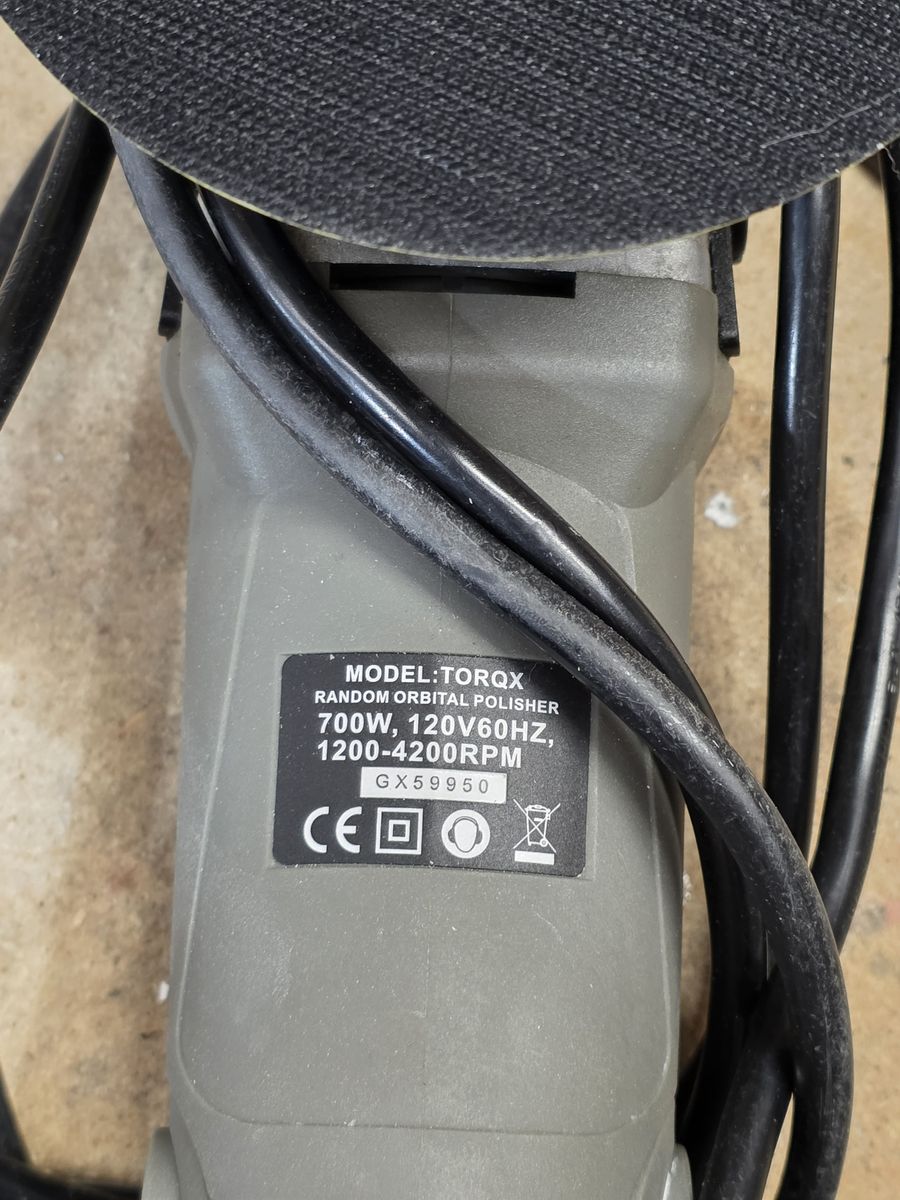 MODEL:TORQX
RANDOM ORBITAL POLISHER
700W, 120V60HZ,
1200-4200RPM
GX59950
CE